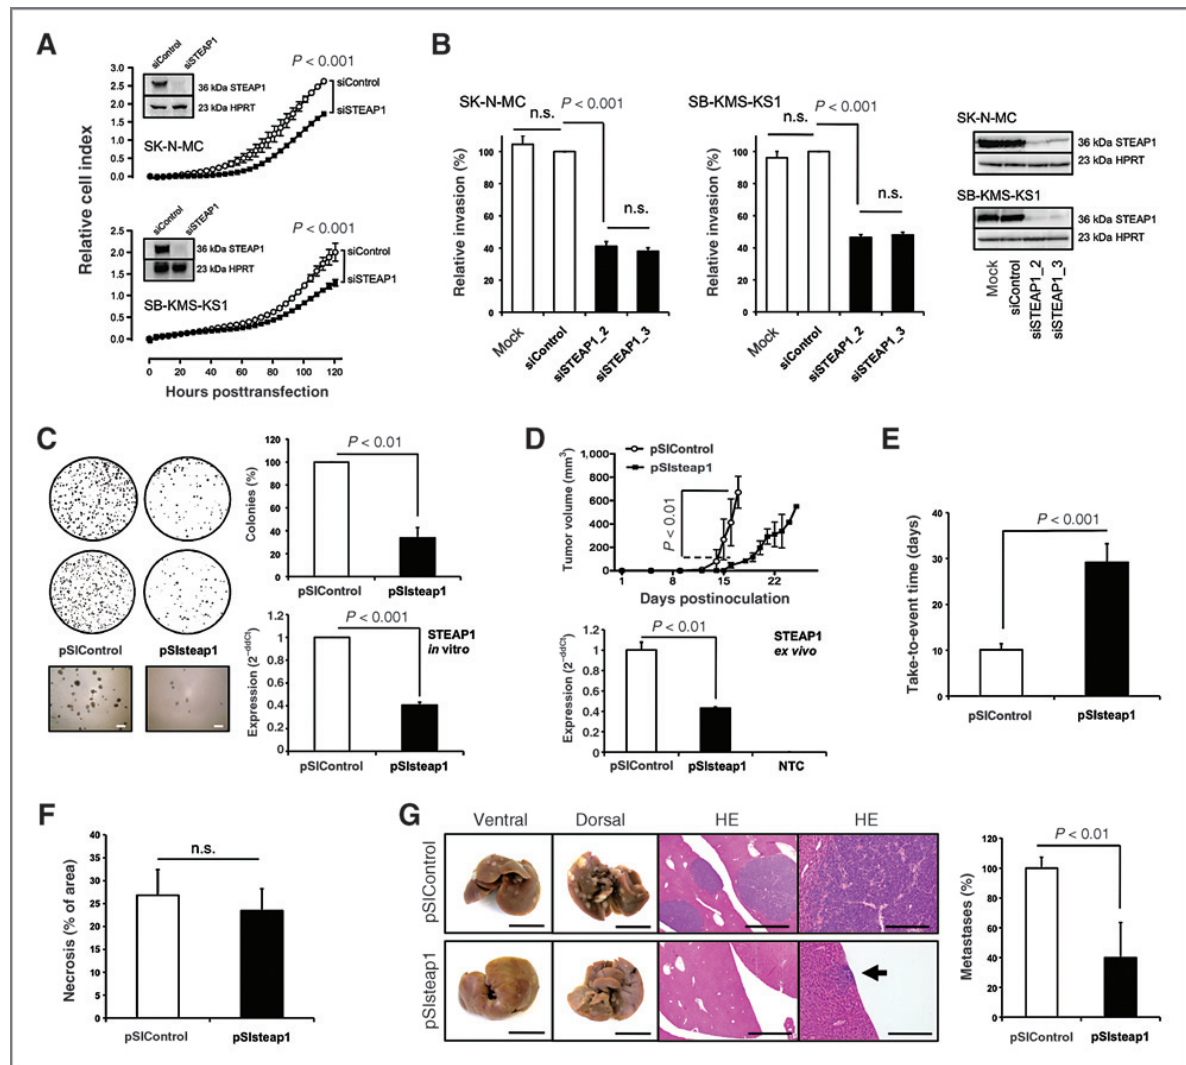 A
siControl
siSTEAP1
P < 0.001
3.0
2.5
2.0
1.5
1.0
0.5
0.0
36 kDa STEAP1
23 kDa HPRT
SK-N-MC
siControl
siSTEAP1
Relative cell index
siControl
siSTEAP1
P < 0.001
2.5
2.0
1.5
1.0
0.5
0.0
36 kDa STEAP1
23 kDa HPRT
SB-KMS-KS1
siControl
siSTEAP1
0 20 40 60 80 100 120
Hours posttransfection
B
SK-N-MC
P < 0.001
n.s.
n.s.
Relative invasion (%)
100
80
60
40
20
0
Mock
siControl
siSTEAP1_2
siSTEAP1_3
SB-KMS-KS1
P < 0.001
n.s.
n.s.
Relative invasion (%)
100
80
60
40
20
0
Mock
siControl
siSTEAP1_2
siSTEAP1_3
SK-N-MC
36 kDa STEAP1
23 kDa HPRT
SB-KMS-KS1
36 kDa STEAP1
23 kDa HPRT
Mock
siControl
siSTEAP1_2
siSTEAP1_3
C
pSIControl
pSIsteap1
Colonies (%)
120
100
80
60
40
20
0
P < 0.01
pSIControl
pSIsteap1
Expression (2⁻ddCt)
1.2
1
0.8
0.6
0.4
0.2
0
P < 0.001
STEAP1
in vitro
pSIControl
pSIsteap1
D
pSIControl
pSIsteap1
Tumor volume (mm³)
1,000
800
600
400
200
0
P < 0.01
1 8 15 22
Days postinoculation
Expression (2⁻ddCt)
1.2
1
0.8
0.6
0.4
0.2
0
P < 0.01
STEAP1
ex vivo
pSIControl
pSIsteap1
NTC
E
Take-to-event time (days)
40
30
20
10
0
P < 0.001
pSIControl
pSIsteap1
F
Necrosis (% of area)
40
35
30
25
20
15
10
5
0
n.s.
pSIControl
pSIsteap1
G
Ventral
Dorsal
HE
HE
pSIControl
pSIsteap1
Metastases (%)
120
100
80
60
40
20
0
P < 0.01
pSIControl
pSIsteap1